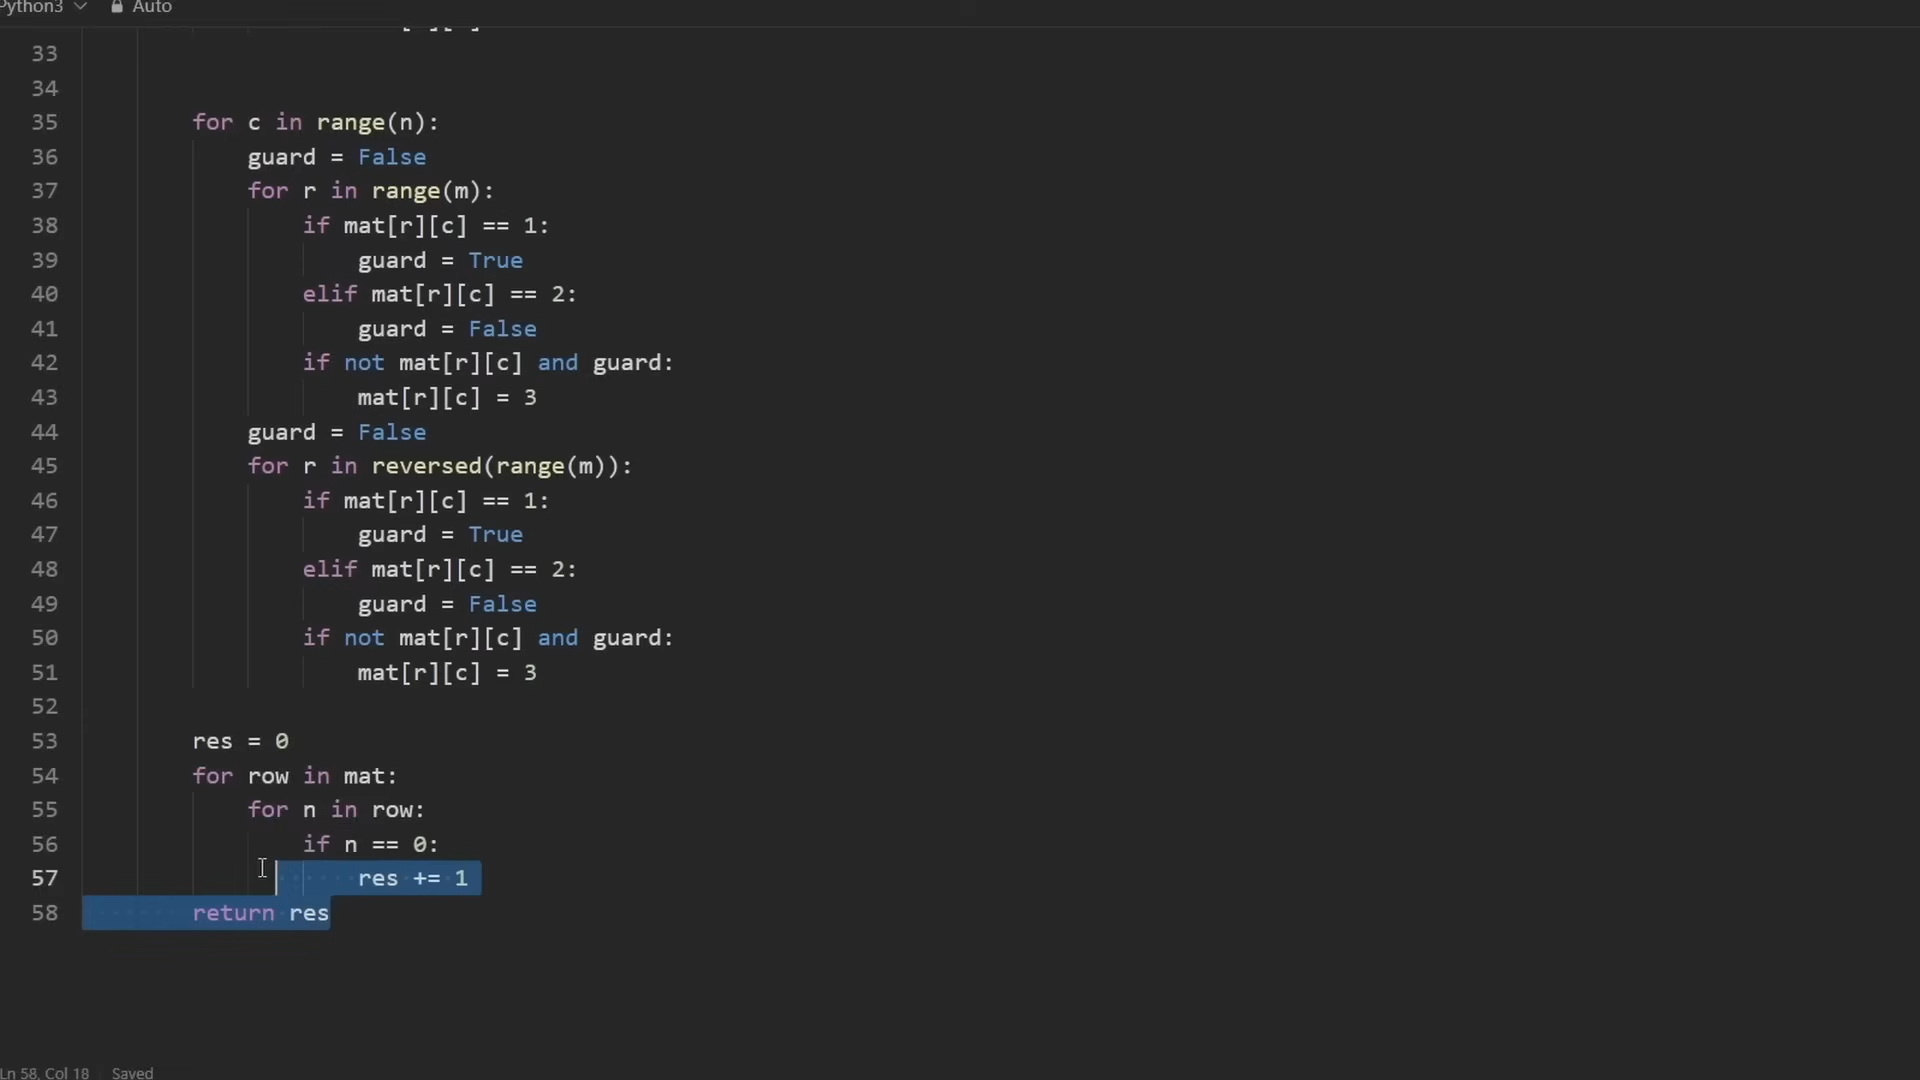 Python3 Auto
33
34
35 for c in range(n):
36 guard = False
37 for r in range(m):
38 if mat[r][c] == 1:
39 guard = True
40 elif mat[r][c] == 2:
41 guard = False
42 if not mat[r][c] and guard:
43 mat[r][c] = 3
44 guard = False
45 for r in reversed(range(m)):
46 if mat[r][c] == 1:
47 guard = True
48 elif mat[r][c] == 2:
49 guard = False
50 if not mat[r][c] and guard:
51 mat[r][c] = 3
52
53 res = 0
54 for row in mat:
55 for n in row:
56 if n == 0:
57 res += 1
58 return res
Ln 58, Col 18 Saved